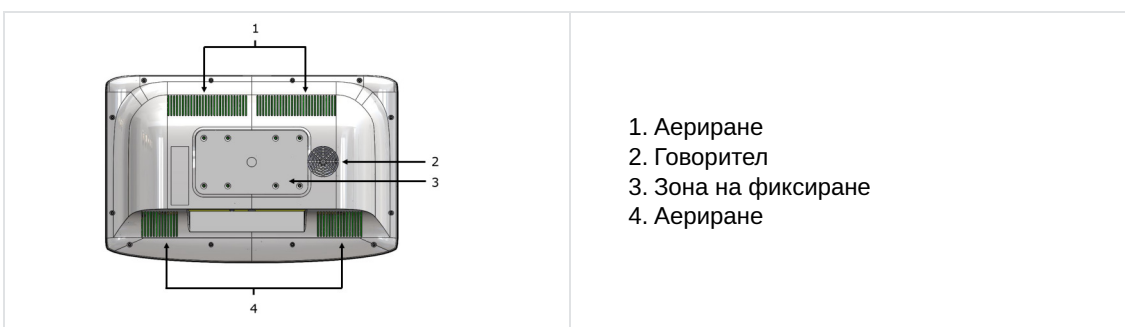 1
2
3
4
1. Аериране
2. Говорител
3. Зона на фиксиране
4. Аериране